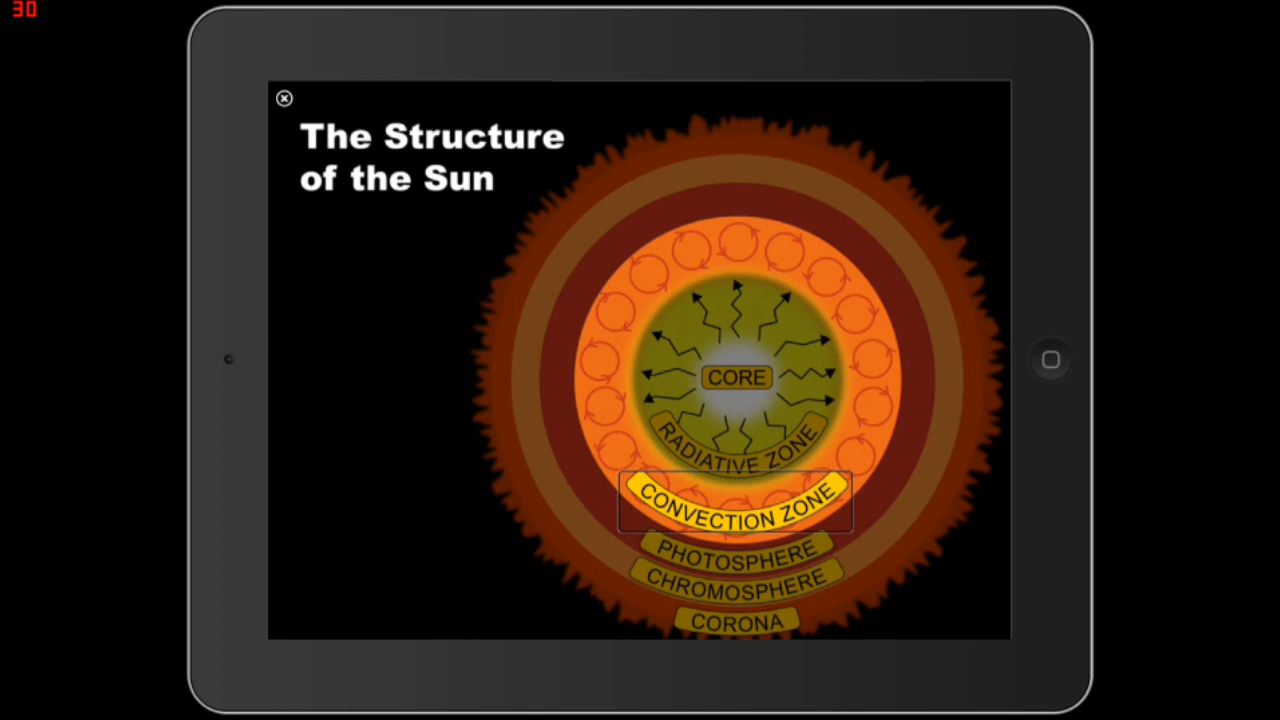 30
The Structure
of the Sun
CORE
RADIATIVE ZONE
CONVECTION ZONE
PHOTOSPHERE
CHROMOSPHERE
CORONA